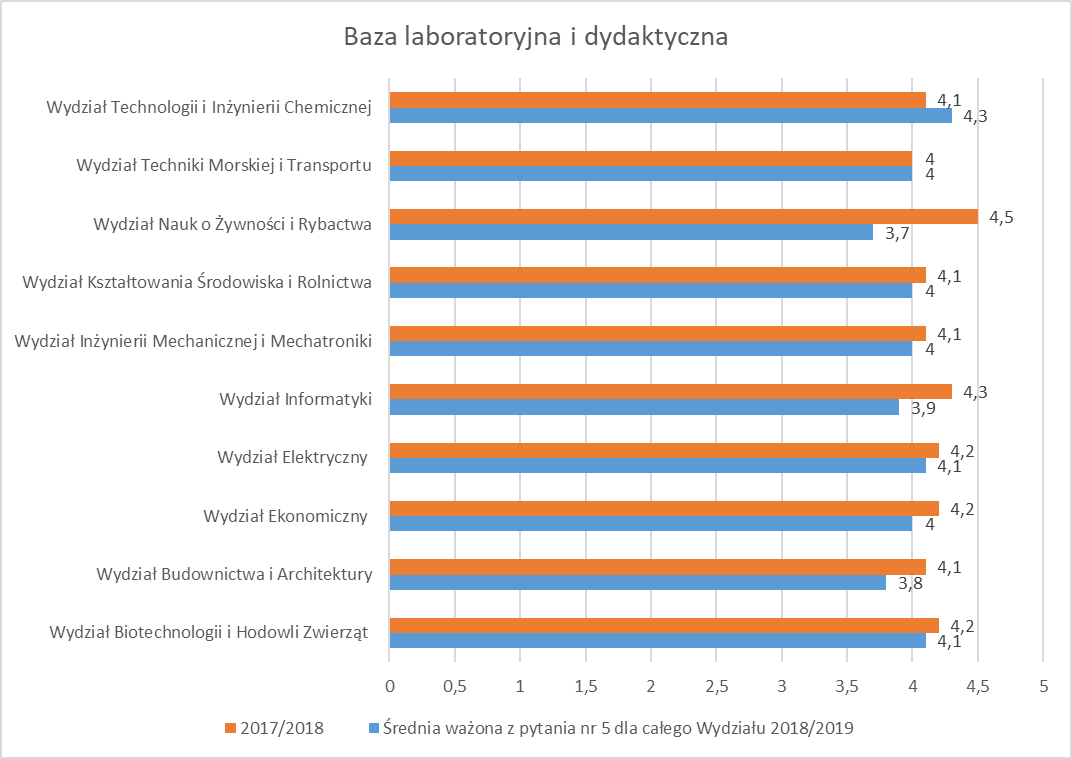 Baza laboratoryjna i dydaktyczna
Wydział Technologii i Inżynierii Chemicznej
4,1
4,3
Wydział Techniki Morskiej i Transportu
4
4
Wydział Nauk o Żywności i Rybactwa
4,5
3,7
Wydział Kształtowania Środowiska i Rolnictwa
4,1
4
Wydział Inżynierii Mechanicznej i Mechatroniki
4,1
4
Wydział Informatyki
4,3
3,9
Wydział Elektryczny
4,2
4,1
Wydział Ekonomiczny
4,2
4
Wydział Budownictwa i Architektury
4,1
3,8
Wydział Biotechnologii i Hodowli Zwierząt
4,2
4,1
0 0,5 1 1,5 2 2,5 3 3,5 4 4,5 5
2017/2018 Średnia ważona z pytania nr 5 dla całego Wydziału 2018/2019